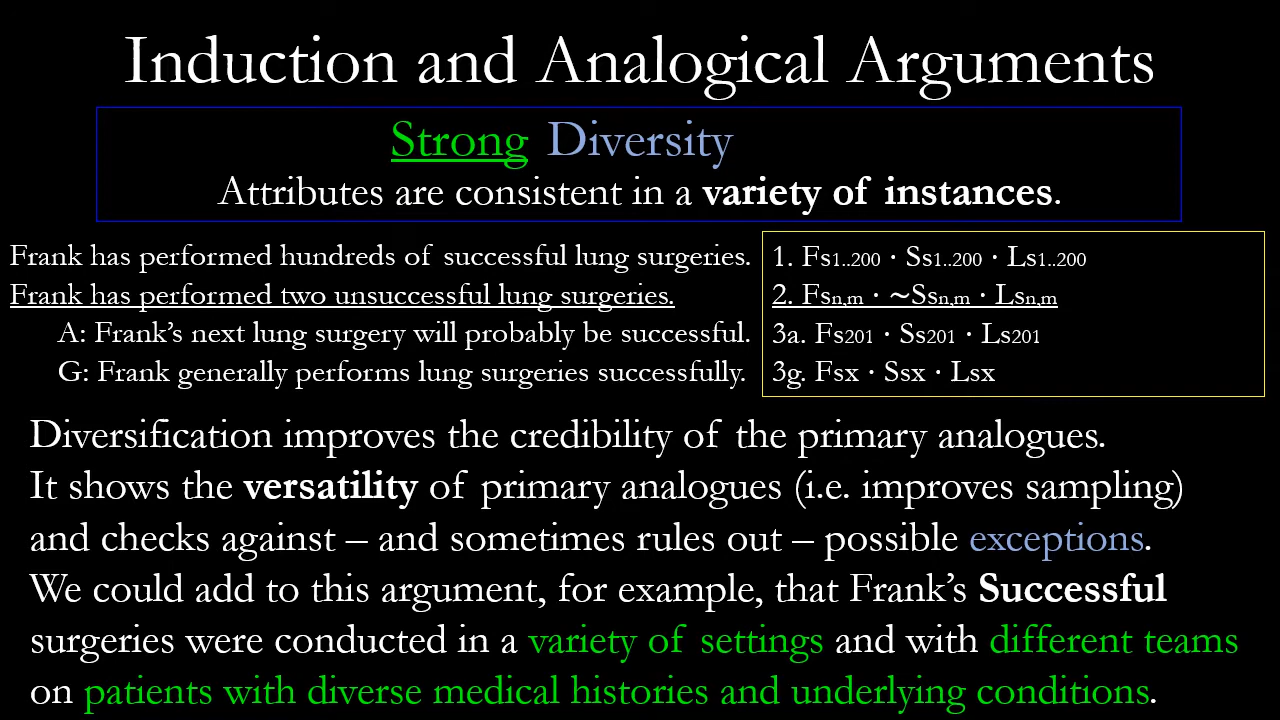 Induction and Analogical Arguments
Strong Diversity
Attributes are consistent in a variety of instances.
Frank has performed hundreds of successful lung surgeries.
Frank has performed two unsuccessful lung surgeries.
A: Frank’s next lung surgery will probably be successful.
G: Frank generally performs lung surgeries successfully.
1. Fs1..200 · Ss1..200 · Ls1..200
2. Fsn,m · ~Ssn,m · Lsn,m
3a. Fs201 · Ss201 · Ls201
3g. Fsx · Ssx · Lsx
Diversification improves the credibility of the primary analogues.
It shows the versatility of primary analogues (i.e. improves sampling)
and checks against – and sometimes rules out – possible exceptions.
We could add to this argument, for example, that Frank’s Successful
surgeries were conducted in a variety of settings and with different teams
on patients with diverse medical histories and underlying conditions.